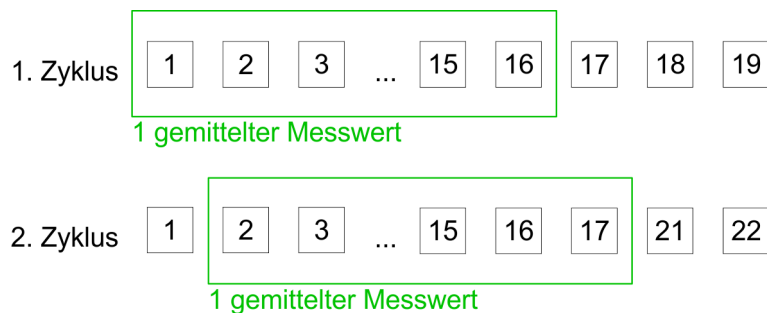 1. Zyklus 1 2 3 ... 15 16 17 18 19
1 gemittelter Messwert
2. Zyklus 1 2 3 ... 15 16 17 21 22
1 gemittelter Messwert